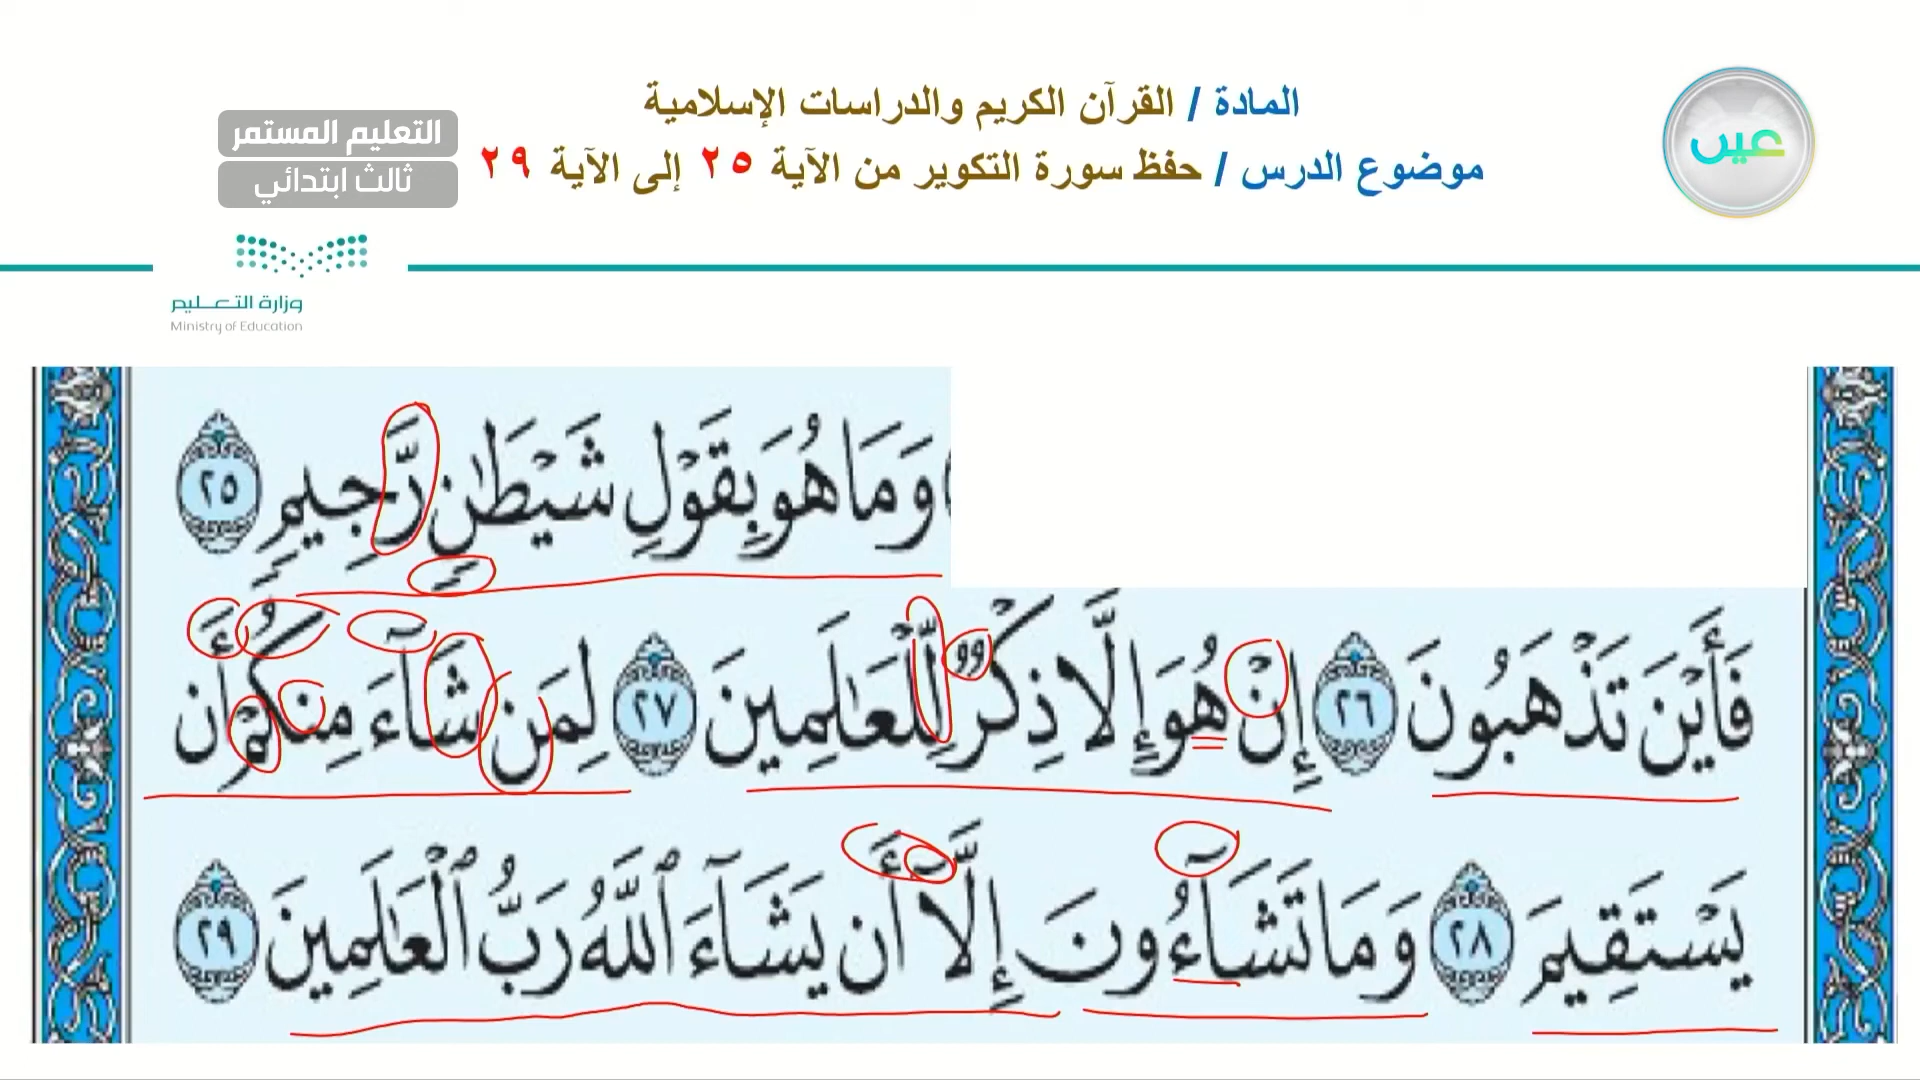 المادة / القرآن الكريم والدراسات الإسلامية
موضوع الدرس / حفظ سورة التكوير من الآية ٢٥ إلى الآية ٢٩
عين
التعليم المستمر
ثالث ابتدائي
وزارة التعليم
Ministry of Education
وَمَا هُوَ بِقَوْلِ شَيْطَٰنٍ رَّجِيمٍ ٢٥
فَأَيْنَ تَذْهَبُونَ ٢٦ إِنْ هُوَ إِلَّا ذِكْرٌ لِّلْعَٰلَمِينَ ٢٧ لِمَن شَآءَ مِنكُمْ أَن
يَسْتَقِيمَ ٢٨ وَمَا تَشَآءُونَ إِلَّآ أَن يَشَآءَ ٱللَّهُ رَبُّ ٱلْعَٰلَمِينَ ٢٩